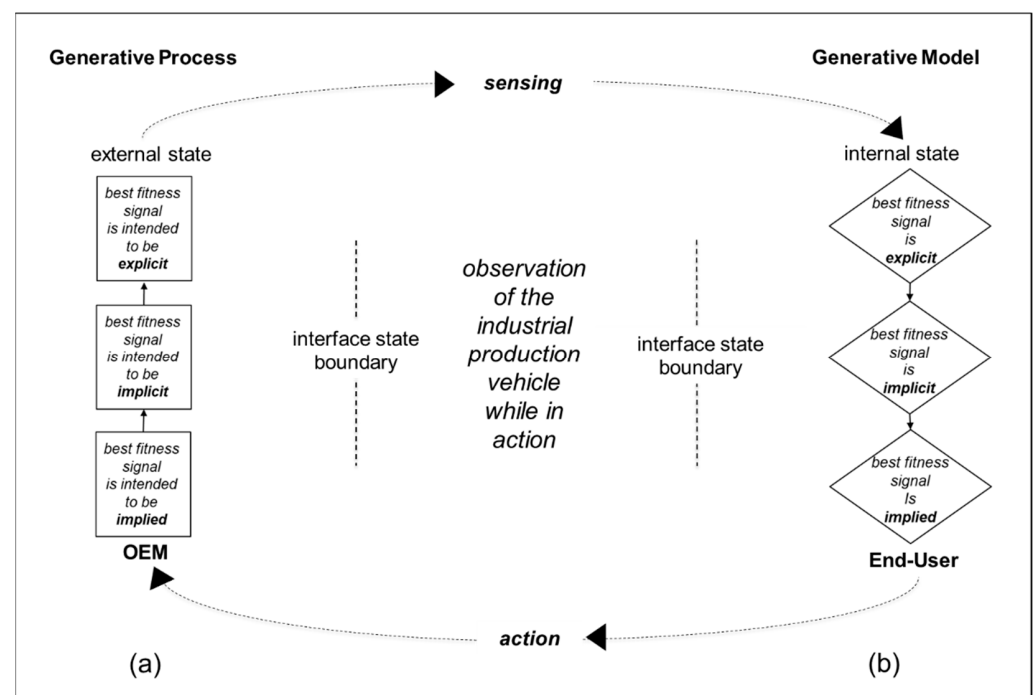 Generative Process
Generative Model
sensing
external state
internal state
best fitness
signal
is intended
to be
explicit
best fitness
signal
is intended
to be
implicit
best fitness
signal
is intended
to be
implied
OEM
interface state
boundary
observation
of the
industrial
production
vehicle
while in
action
interface state
boundary
best fitness
signal
is
explicit
best fitness
signal
is
implicit
best fitness
signal
Is
implied
End-User
action
(a)
(b)